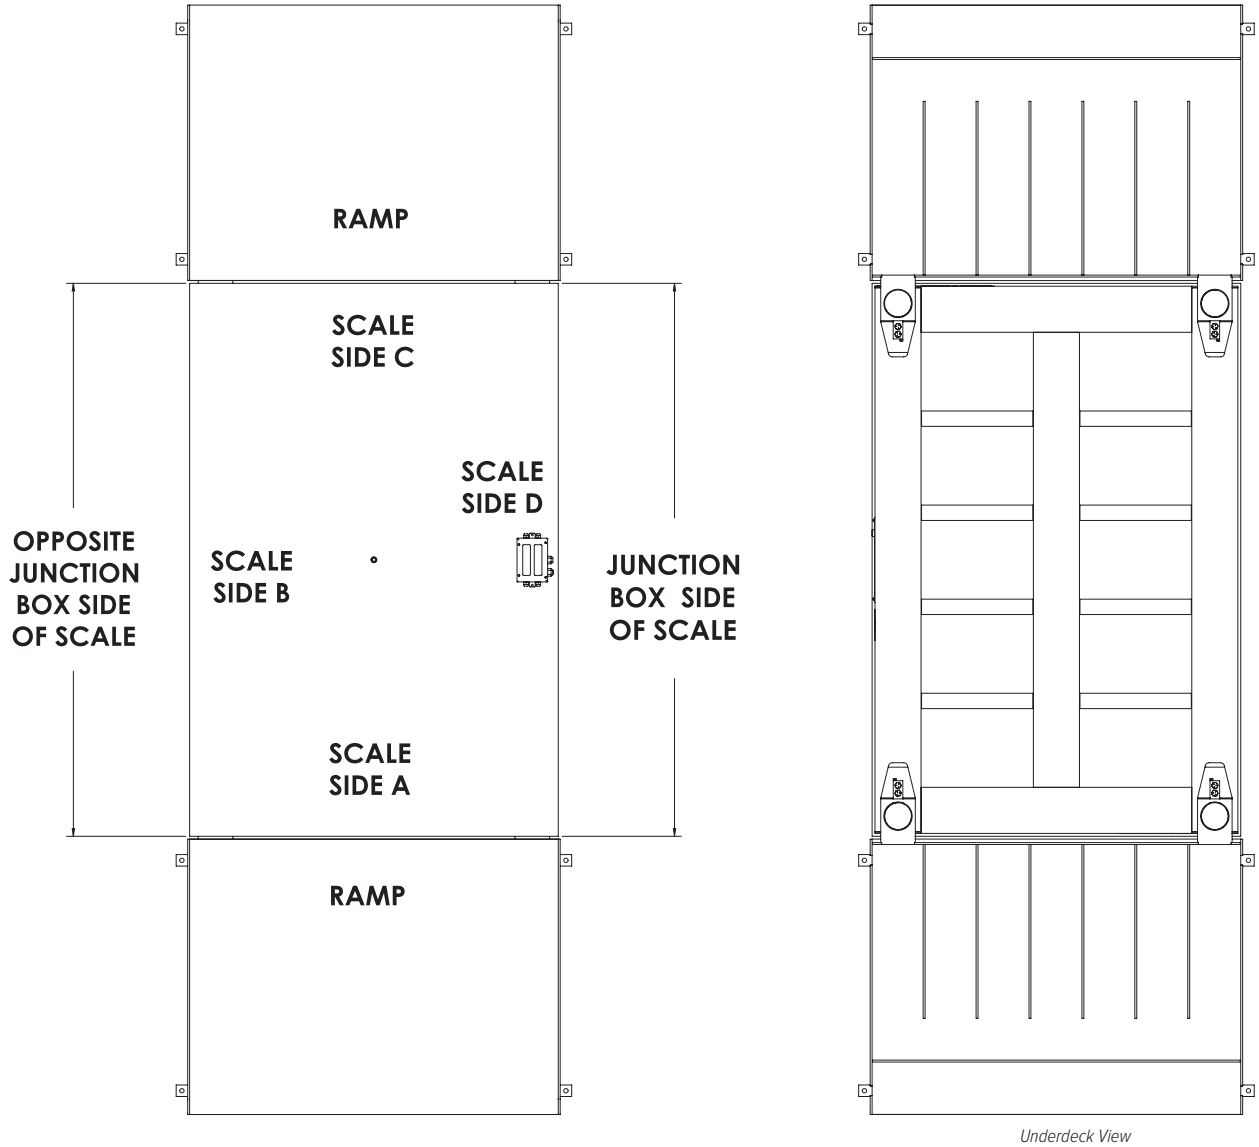 RAMP
SCALE
SIDE C
SCALE
SIDE D
OPPOSITE
JUNCTION
BOX SIDE
OF SCALE
SCALE
SIDE B
JUNCTION
BOX SIDE
OF SCALE
SCALE
SIDE A
RAMP
Underdeck View